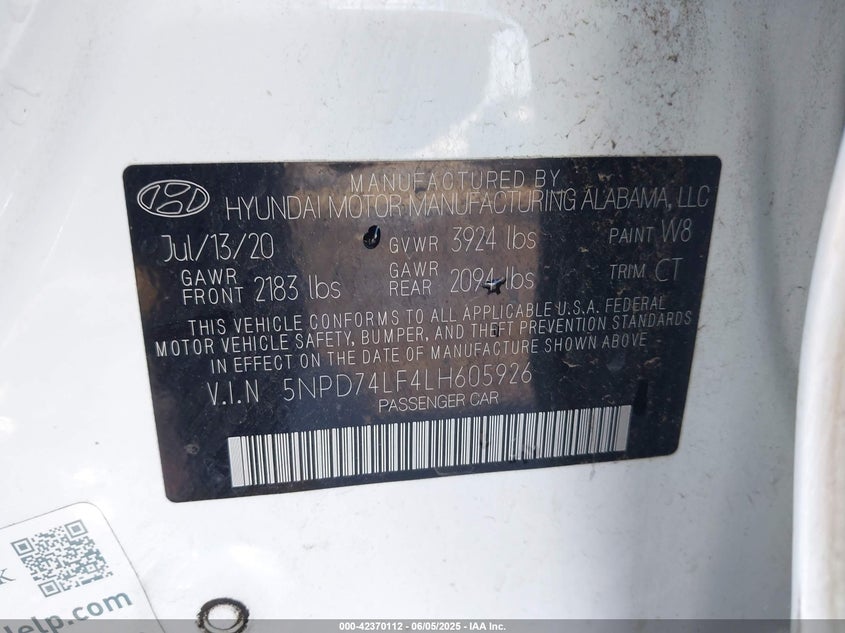 MANUFACTURED BY
HYUNDAI MOTOR MANUFACTURING ALABAMA, LLC
Jul/13/20 GVWR 3924 lbs PAINT W8
GAWR FRONT 2183 lbs GAWR REAR 2094 lbs TRIM CT
THIS VEHICLE CONFORMS TO ALL APPLICABLE U.S.A. FEDERAL
MOTOR VEHICLE SAFETY, BUMPER, AND THEFT PREVENTION STANDARDS
IN EFFECT ON THE DATE OF MANUFACTURE SHOWN ABOVE
V.I.N 5NPD74LF4LH605926
PASSENGER CAR
K
elp.com
000-42370112 - 06/05/2025 - IAA Inc.